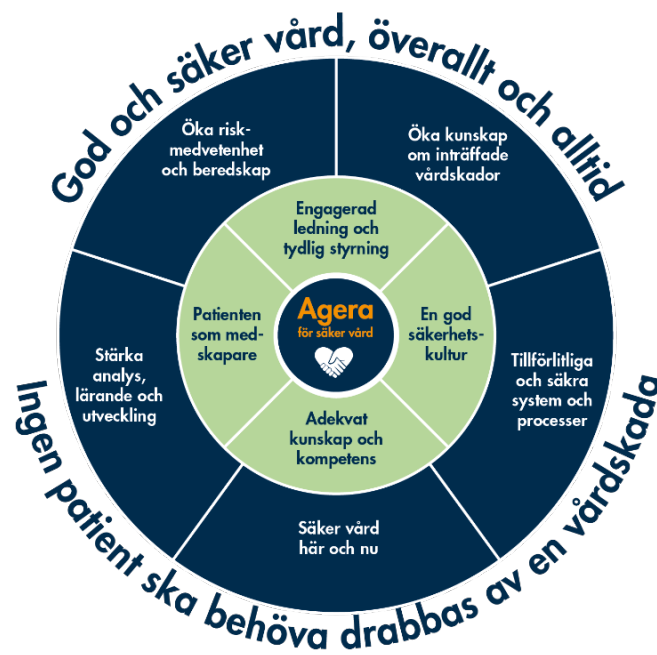 God och säker vård, överallt och alltid
Öka risk-
medvetenhet
och beredskap
Öka kunskap
om inträffade
vårdskador
Engagerad
ledning och
tydlig styrning
Patienten
som med-
skapare
Agera
för säker vård
En god
säkerhets-
kultur
Stärka
analys,
lärande och
utveckling
Tillförlitliga
och säkra
system och
processer
Adekvat
kunskap och
kompetens
Säker vård
här och nu
Ingen patient ska behöva drabbas av en vårdskada